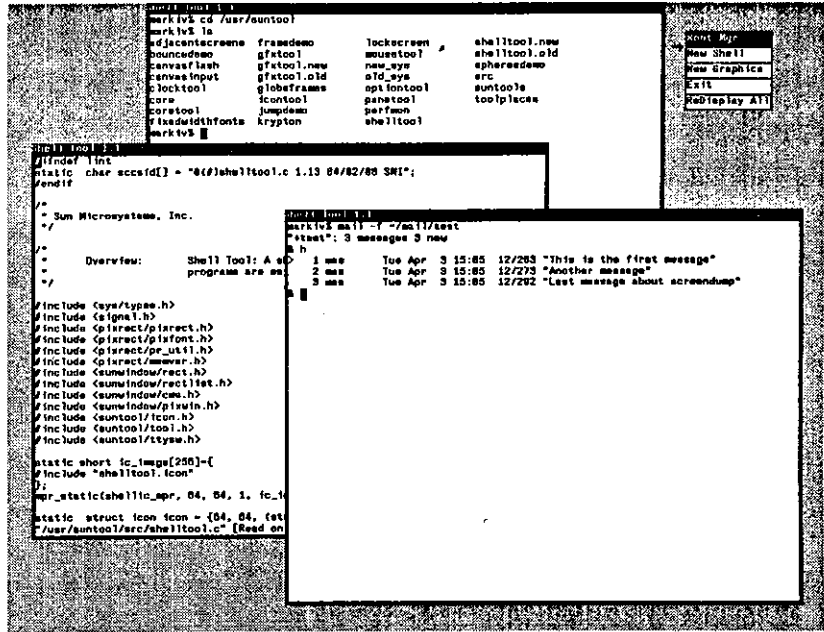 shell tool 1.1
markiv% cd /usr/suntool
markiv% ls
adjacentscreens framedemo lockscreen shelltool.new
bouncedemo gfxtool mousetool shelltool.old
canvasflash gfxtool.new new_sys spheresdemo
canvasinput gfxtool.old old_sys src
clocktool globeframes optiontool suntools
core icontool panetool toolplaces
coretool jumpdemo perfmon
fixedwidthfonts krypton shelltool
markiv%
Root Mgr
New Shell
New Graphics
Exit
ReDisplay All
shell tool 1.1
#ifndef lint
static char sccsid[] = "@(#)shelltool.c 1.13 84/02/88 SMI";
#endif
/*
* Sun Microsystems, Inc.
*/
/*
* Overview: Shell Tool: A
* programs are
*/
#include <sys/types.h>
#include <signal.h>
#include <pixrect/pixrect.h>
#include <pixrect/pixfont.h>
#include <pixrect/pr_util.h>
#include <pixrect/memvar.h>
#include <sunwindow/rect.h>
#include <sunwindow/rectlist.h>
#include <sunwindow/cms.h>
#include <sunwindow/pixwin.h>
#include <suntool/icon.h>
#include <suntool/tool.h>
#include <suntool/ttysw.h>
static short ic_image[256]={
#include "shelltool.icon"
};
mpr_static(shellic_mpr, 64, 64, 1, ic_i
static struct icon icon = {64, 64, (st
"/usr/suntool/src/shelltool.c" [Read on
shell tool 1.1
markiv% mail -f ~/mail/test
"+test": 3 messages 3 new
& h
> 1 mas Tue Apr 3 15:05 12/263 "This is the first message"
2 mas Tue Apr 3 15:05 12/273 "Another message"
3 mas Tue Apr 3 15:05 12/292 "Last message about screendump"
&